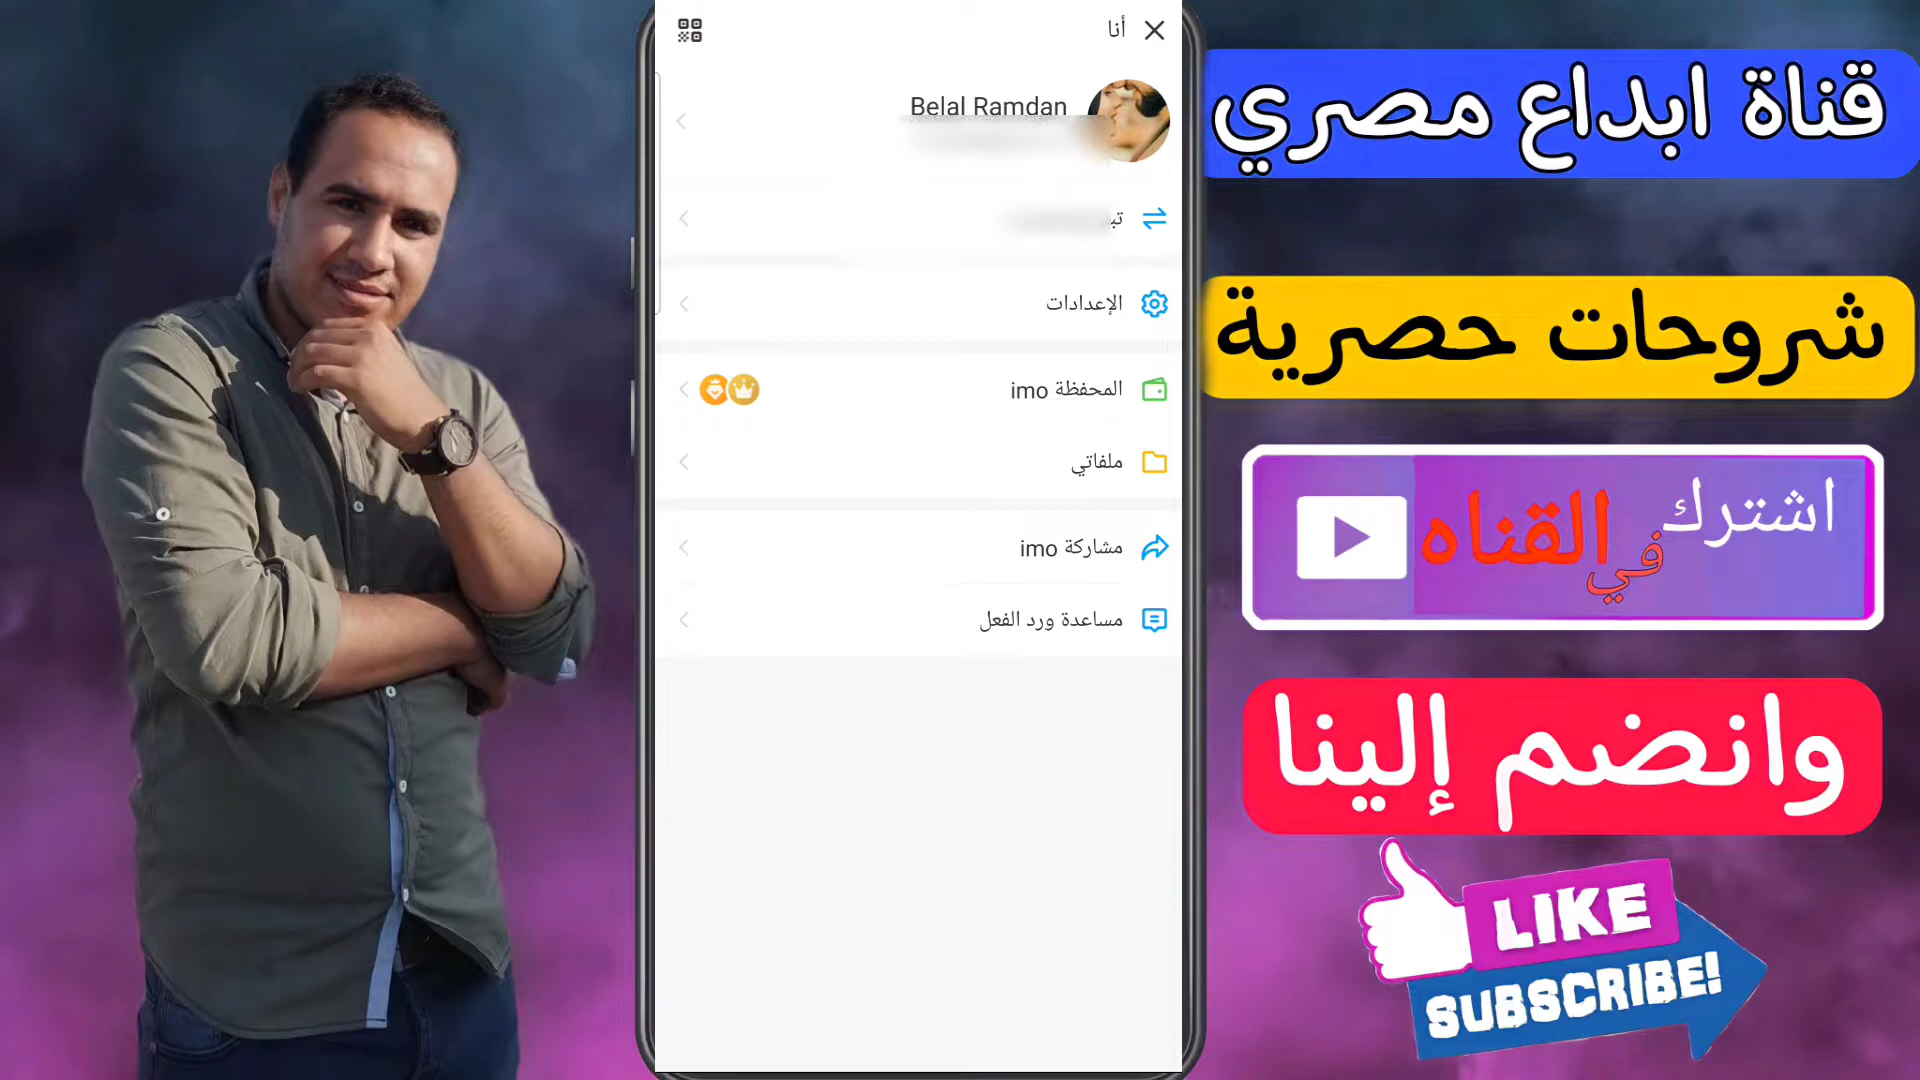 أنا
Belal Ramdan
الإعدادات
المحفظة imo
ملفاتي
مشاركة imo
مساعدة ورد الفعل
قناة ابداع مصري
شروحات حصرية
اشترك
في
القناه
وانضم إلينا
LIKE
SUBSCRIBE!